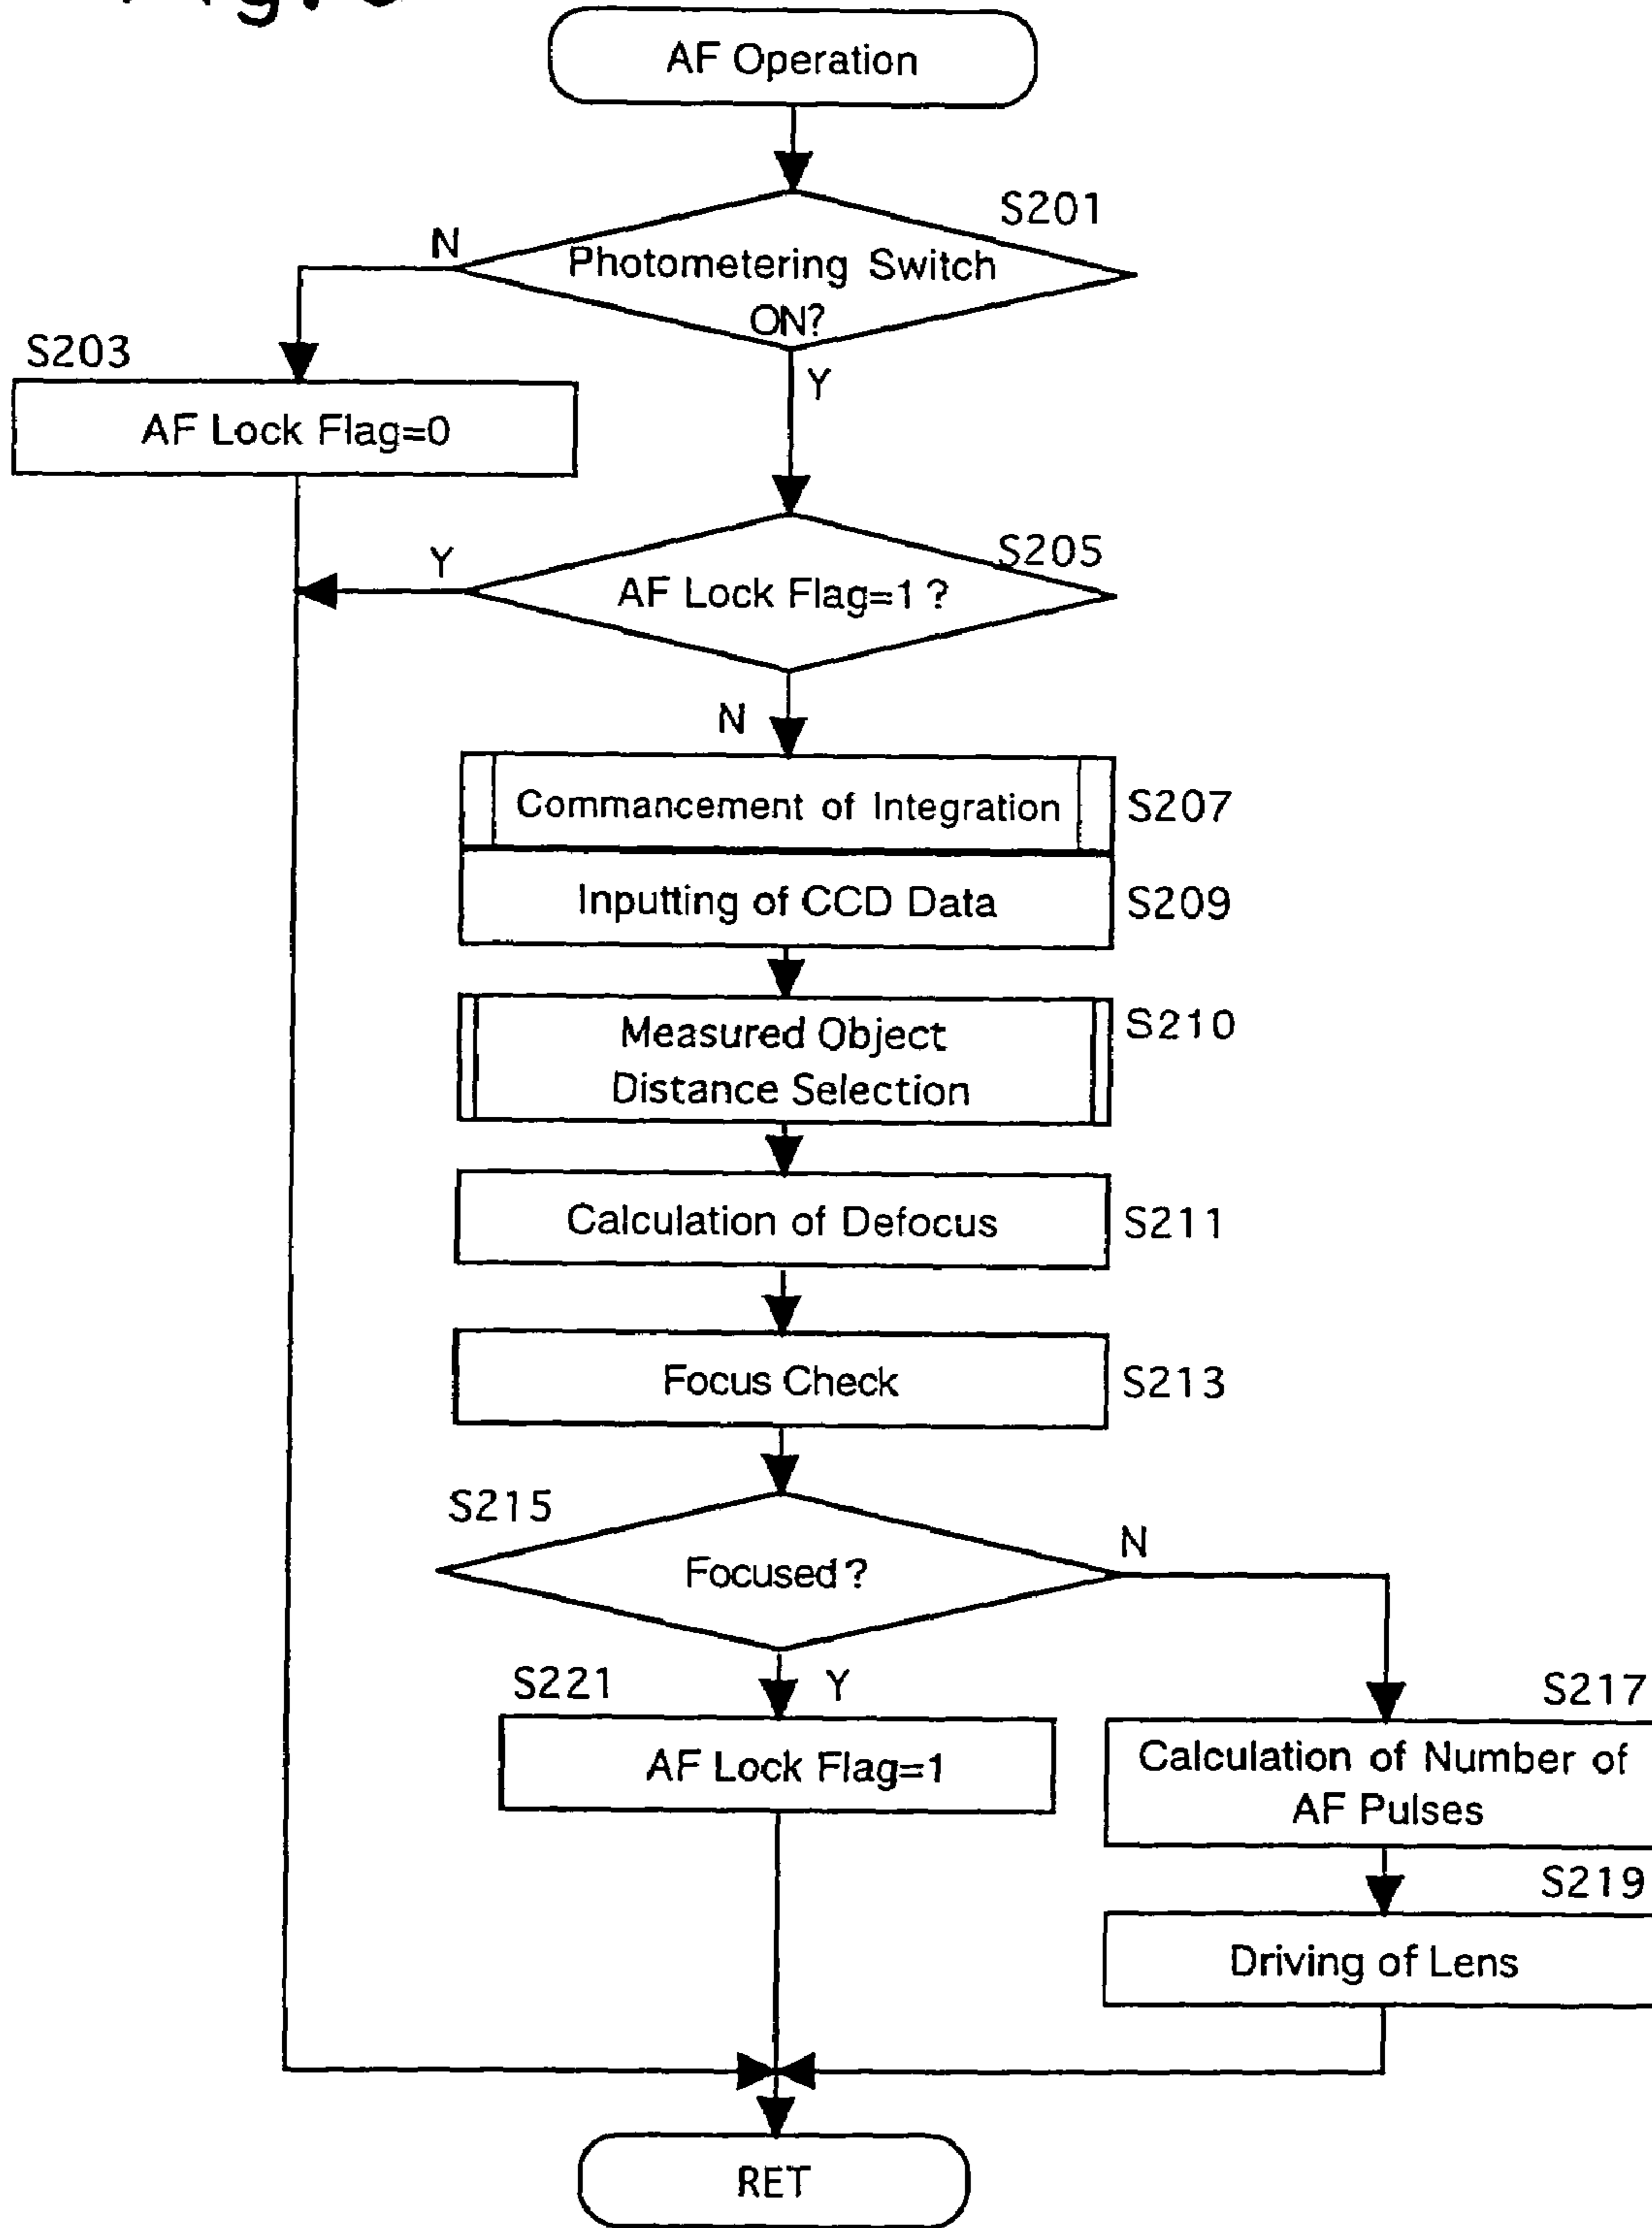 AF Operation
S201
N
Photometering Switch
ON?
Y
S203
AF Lock Flag=0
S205
Y
AF Lock Flag=1?
N
Commancement of Integration
S207
Inputting of CCD Data
S209
Measured Object
Distance Selection
S210
Calculation of Defocus
S211
Focus Check
S213
S215
Focused?
N
S221
Y
AF Lock Flag=1
S217
Calculation of Number of
AF Pulses
S219
Driving of Lens
RET